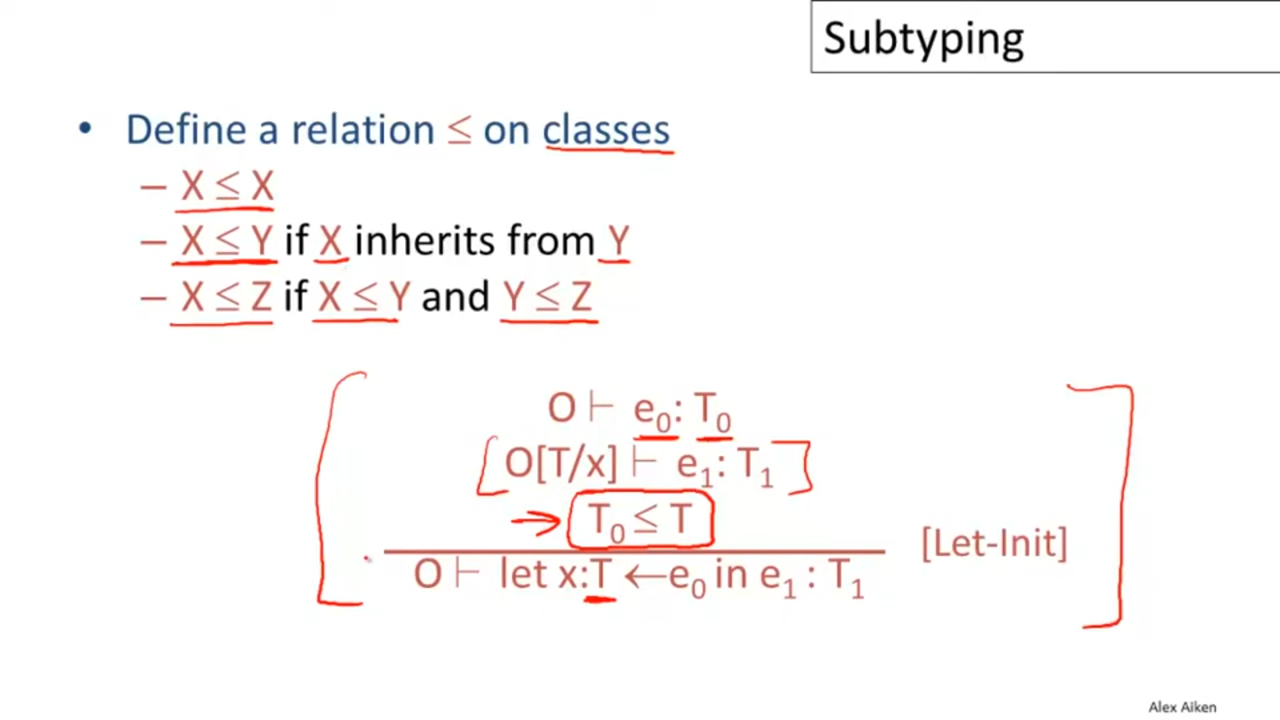 Subtyping
• Define a relation ≤ on classes
– X ≤ X
– X ≤ Y if X inherits from Y
– X ≤ Z if X ≤ Y and Y ≤ Z
O ⊢ e₀: T₀
O[T/x] ⊢ e₁: T₁
T₀ ≤ T
[Let-Init]
O ⊢ let x:T ← e₀ in e₁ : T₁
Alex Aiken